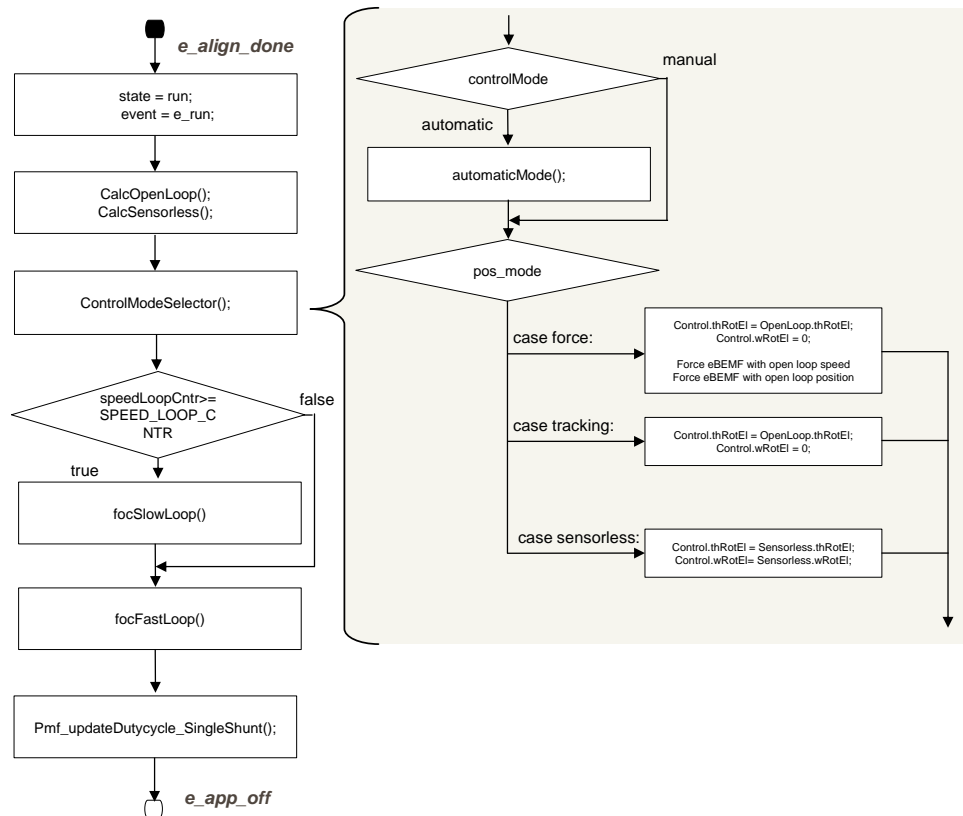 e_align_done
state = run;
event = e_run;
CalcOpenLoop();
CalcSensorless();
ControlModeSelector();
speedLoopCntr>=
SPEED_LOOP_C
NTR
false
true
focSlowLoop()
focFastLoop()
Pmf_updateDutycycle_SingleShunt();
e_app_off
controlMode
manual
automatic
automaticMode();
pos_mode
case force:
Control.thRotEl = OpenLoop.thRotEl;
Control.wRotEl = 0;
Force eBEMF with open loop speed
Force eBEMF with open loop position
case tracking:
Control.thRotEl = OpenLoop.thRotEl;
Control.wRotEl = 0;
case sensorless:
Control.thRotEl = Sensorless.thRotEl;
Control.wRotEl= Sensorless.wRotEl;